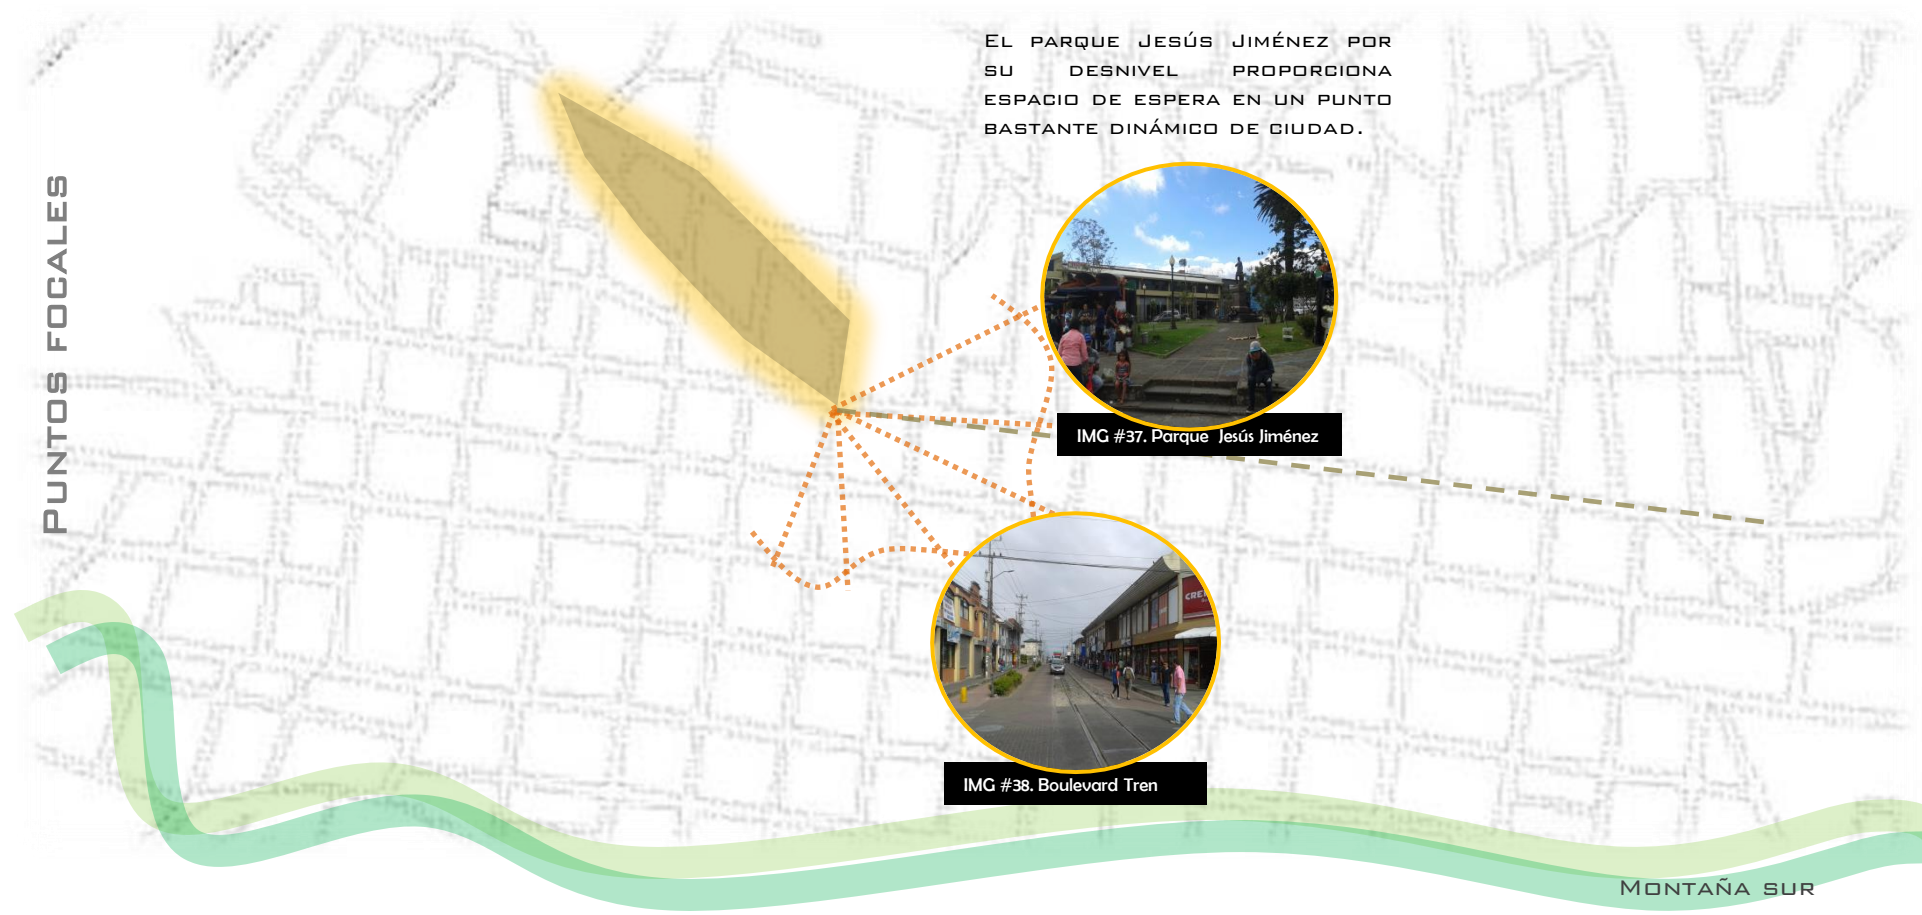 El parque Jesús Jiménez por
su desnivel proporciona
espacio de espera en un punto
bastante dinámico de ciudad.
Puntos focales
IMG #37. Parque Jesús Jiménez
CRE
IMG #38. Boulevard Tren
Montaña sur